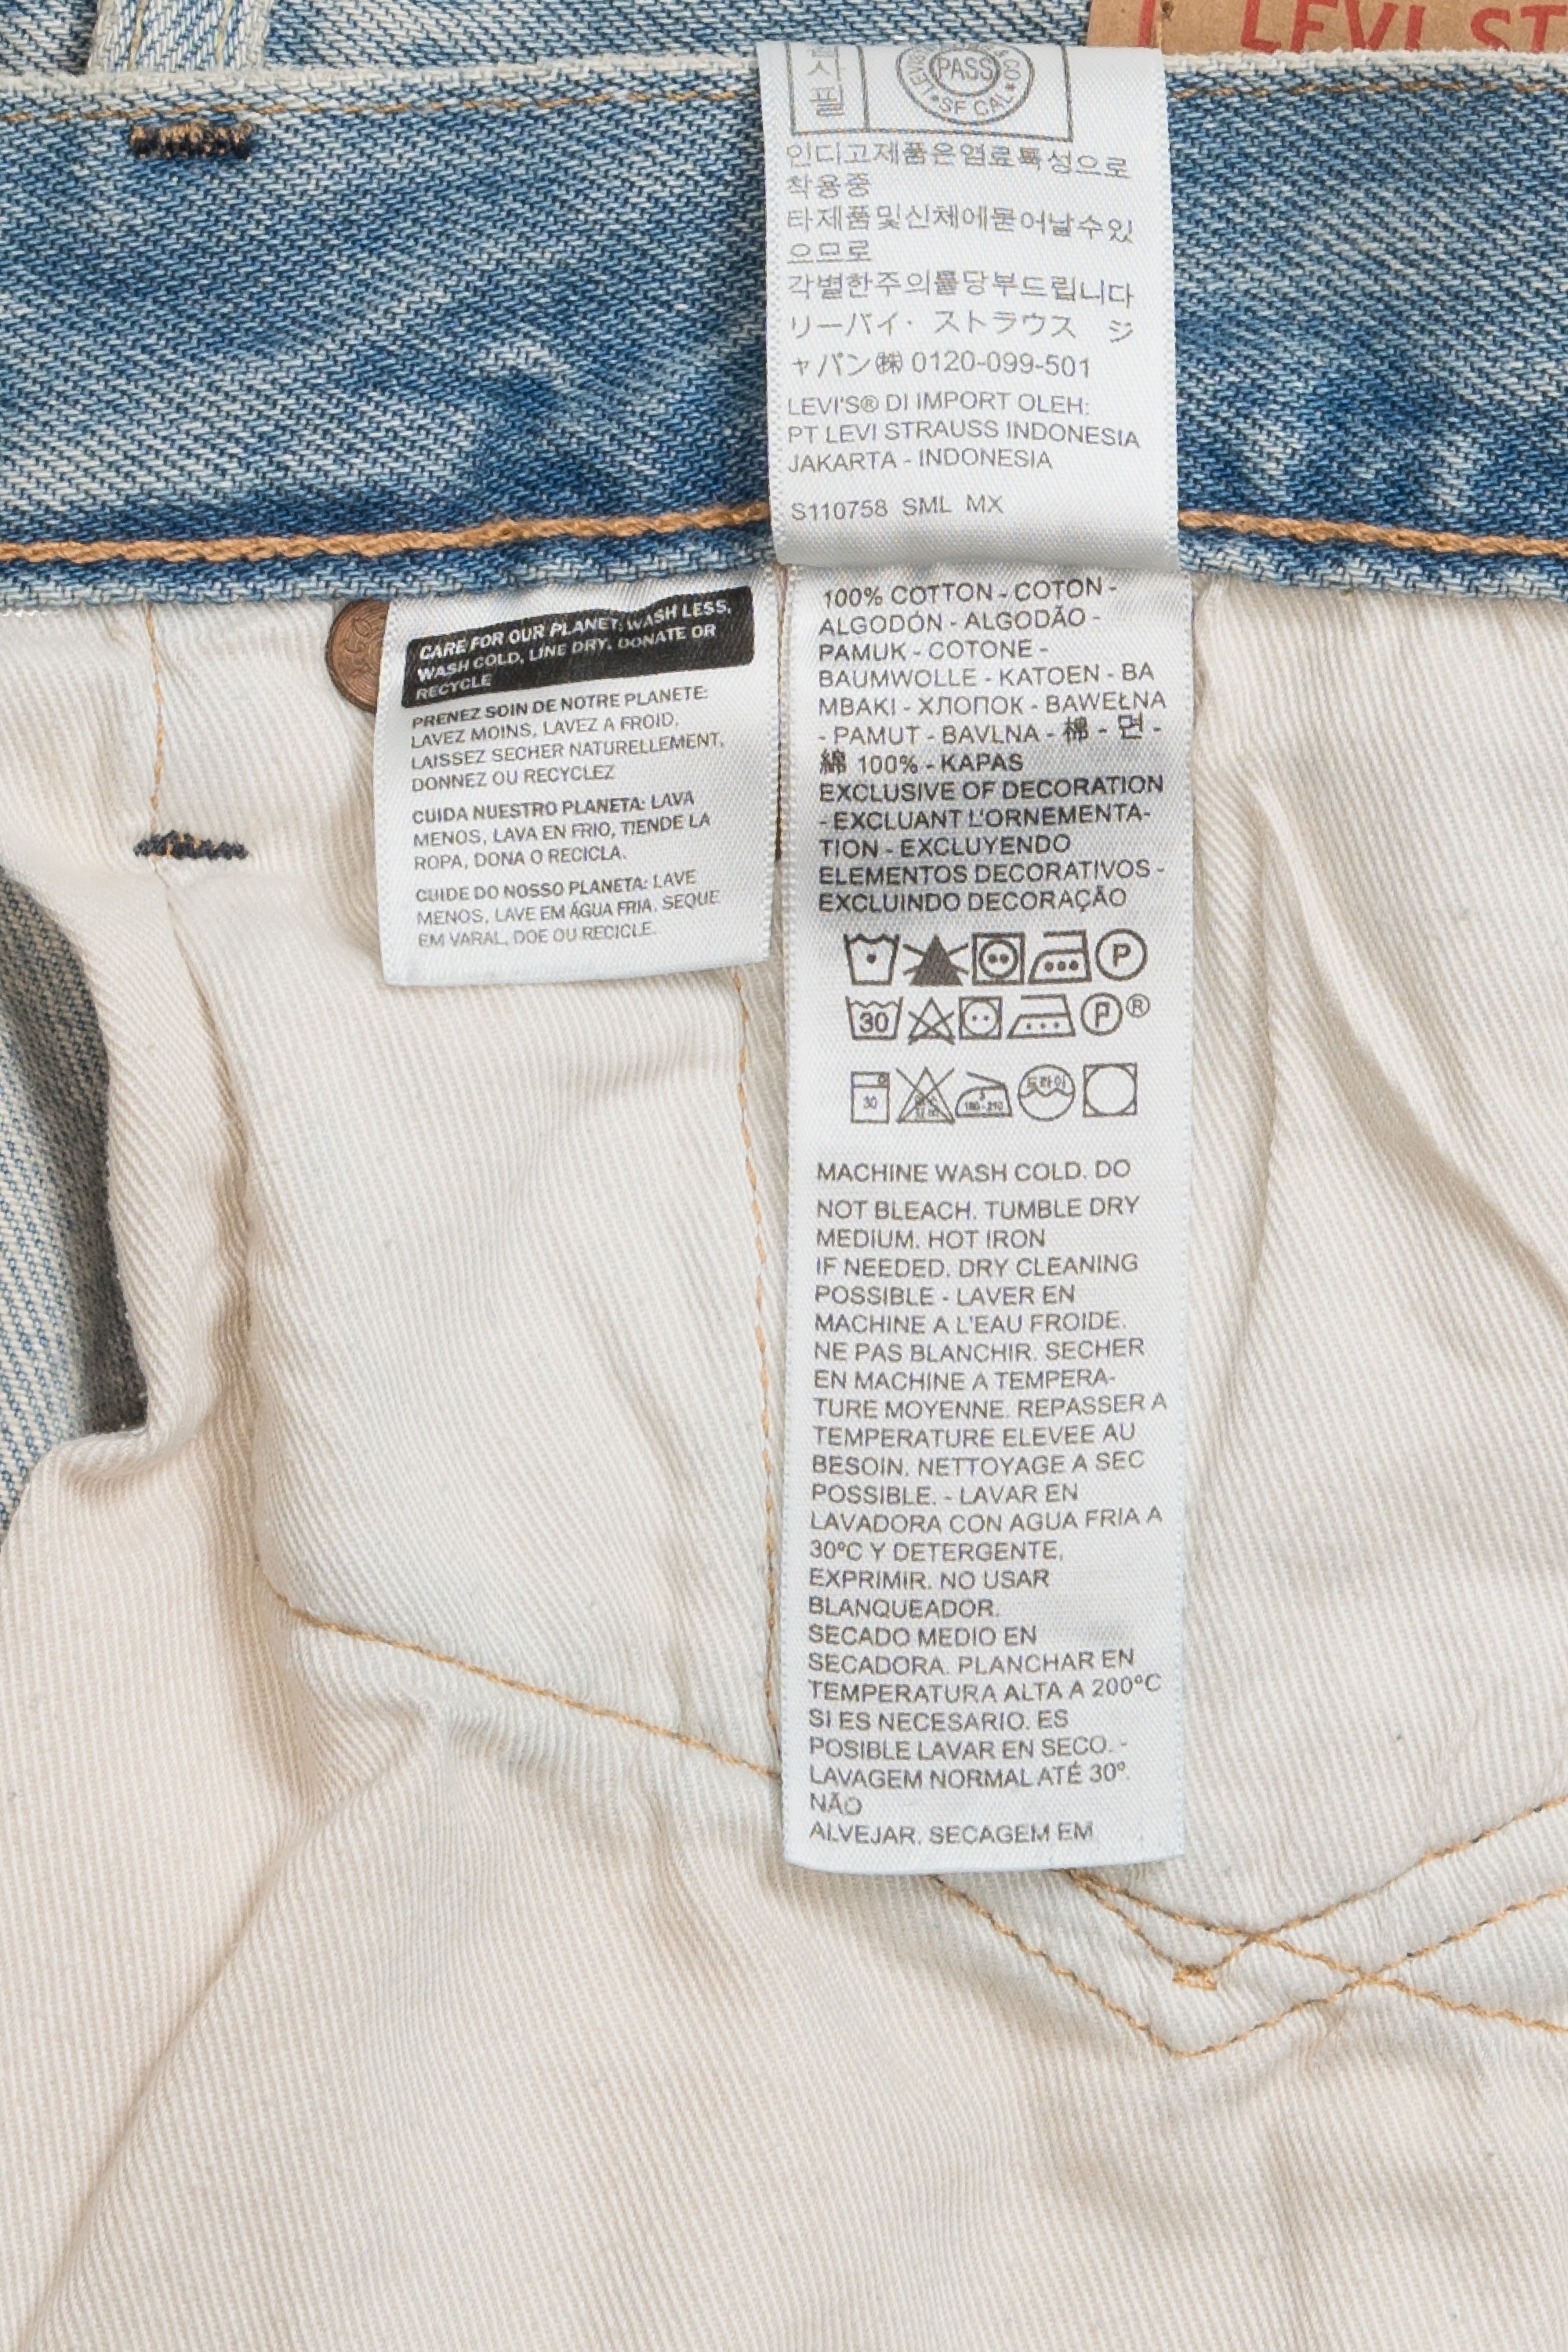 LEVI ST
사
필
PASS
SF CAL
인디고제품은염료특성으로
착용중
타제품및신체에묻어날수있
으므로
각별한주의를당부드립니다
リーバイ・ ストラウス ジ
ャパン㈱ 0120-099-501
LEVI'S® DI IMPORT OLEH:
PT LEVI STRAUSS INDONESIA
JAKARTA - INDONESIA
S110758 SML MX
CARE FOR OUR PLANET: WASH LESS,
WASH COLD, LINE DRY, DONATE OR
RECYCLE
PRENEZ SOIN DE NOTRE PLANETE:
LAVEZ MOINS, LAVEZ A FROID,
LAISSEZ SECHER NATURELLEMENT,
DONNEZ OU RECYCLEZ
CUIDA NUESTRO PLANETA: LAVA
MENOS, LAVA EN FRIO, TIENDE LA
ROPA, DONA O RECICLA.
CUIDE DO NOSSO PLANETA: LAVE
MENOS, LAVE EM ÁGUA FRIA, SEQUE
EM VARAL, DOE OU RECICLE.
100% COTTON - COTON -
ALGODÓN - ALGODÃO -
PAMUK - COTONE -
BAUMWOLLE - KATOEN - BA
MBAKI - ХЛОПОК - BAWEŁNA
- PAMUT - BAVLNA - 棉 - 면 -
綿 100% - KAPAS
EXCLUSIVE OF DECORATION
- EXCLUANT L'ORNEMENTA-
TION - EXCLUYENDO
ELEMENTOS DECORATIVOS -
EXCLUINDO DECORAÇÃO
P
30 P ®
30 180-210 드라이
MACHINE WASH COLD. DO
NOT BLEACH. TUMBLE DRY
MEDIUM. HOT IRON
IF NEEDED. DRY CLEANING
POSSIBLE - LAVER EN
MACHINE A L'EAU FROIDE.
NE PAS BLANCHIR. SECHER
EN MACHINE A TEMPERA-
TURE MOYENNE. REPASSER A
TEMPERATURE ELEVEE AU
BESOIN. NETTOYAGE A SEC
POSSIBLE. - LAVAR EN
LAVADORA CON AGUA FRIA A
30ºC Y DETERGENTE,
EXPRIMIR. NO USAR
BLANQUEADOR.
SECADO MEDIO EN
SECADORA. PLANCHAR EN
TEMPERATURA ALTA A 200ºC
SI ES NECESARIO. ES
POSIBLE LAVAR EN SECO. -
LAVAGEM NORMAL ATÉ 30º.
NÃO
ALVEJAR. SECAGEM EM